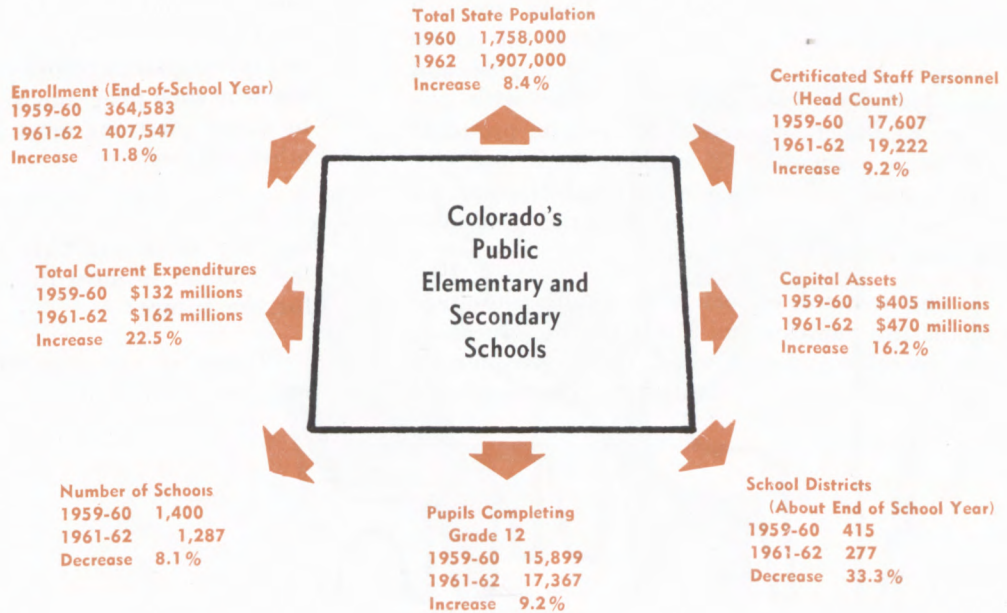 Total State Population
1960 1,758,000
1962 1,907,000
Increase 8.4%
Enrollment (End-of-School Year)
1959-60 364,583
1961-62 407,547
Increase 11.8%
Certificated Staff Personnel
(Head Count)
1959-60 17,607
1961-62 19,222
Increase 9.2%
Colorado's
Public
Elementary and
Secondary
Schools
Total Current Expenditures
1959-60 $132 millions
1961-62 $162 millions
Increase 22.5%
Capital Assets
1959-60 $405 millions
1961-62 $470 millions
Increase 16.2%
Number of Schools
1959-60 1,400
1961-62 1,287
Decrease 8.1%
Pupils Completing
Grade 12
1959-60 15,899
1961-62 17,367
Increase 9.2%
School Districts
(About End of School Year)
1959-60 415
1961-62 277
Decrease 33.3%